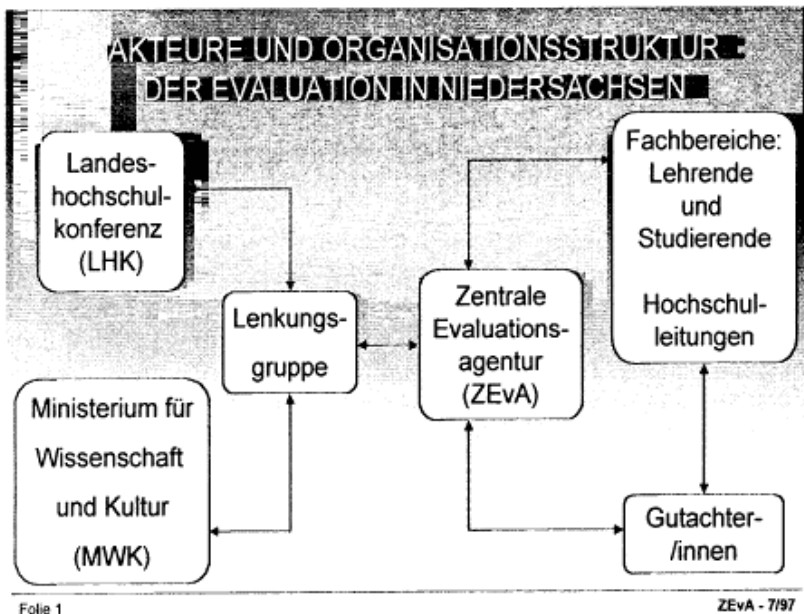 AKTEURE UND ORGANISATIONSSTRUKTUR
DER EVALUATION IN NIEDERSACHSEN
Landes-
hochschul-
konferenz
(LHK)
Lenkungs-
gruppe
Ministerium für
Wissenschaft
und Kultur
(MWK)
Zentrale
Evaluations-
agentur
(ZEvA)
Fachbereiche:
Lehrende
und
Studierende
Hochschul-
leitungen
Gutachter-
/innen
Folie 1
ZEvA - 7/97